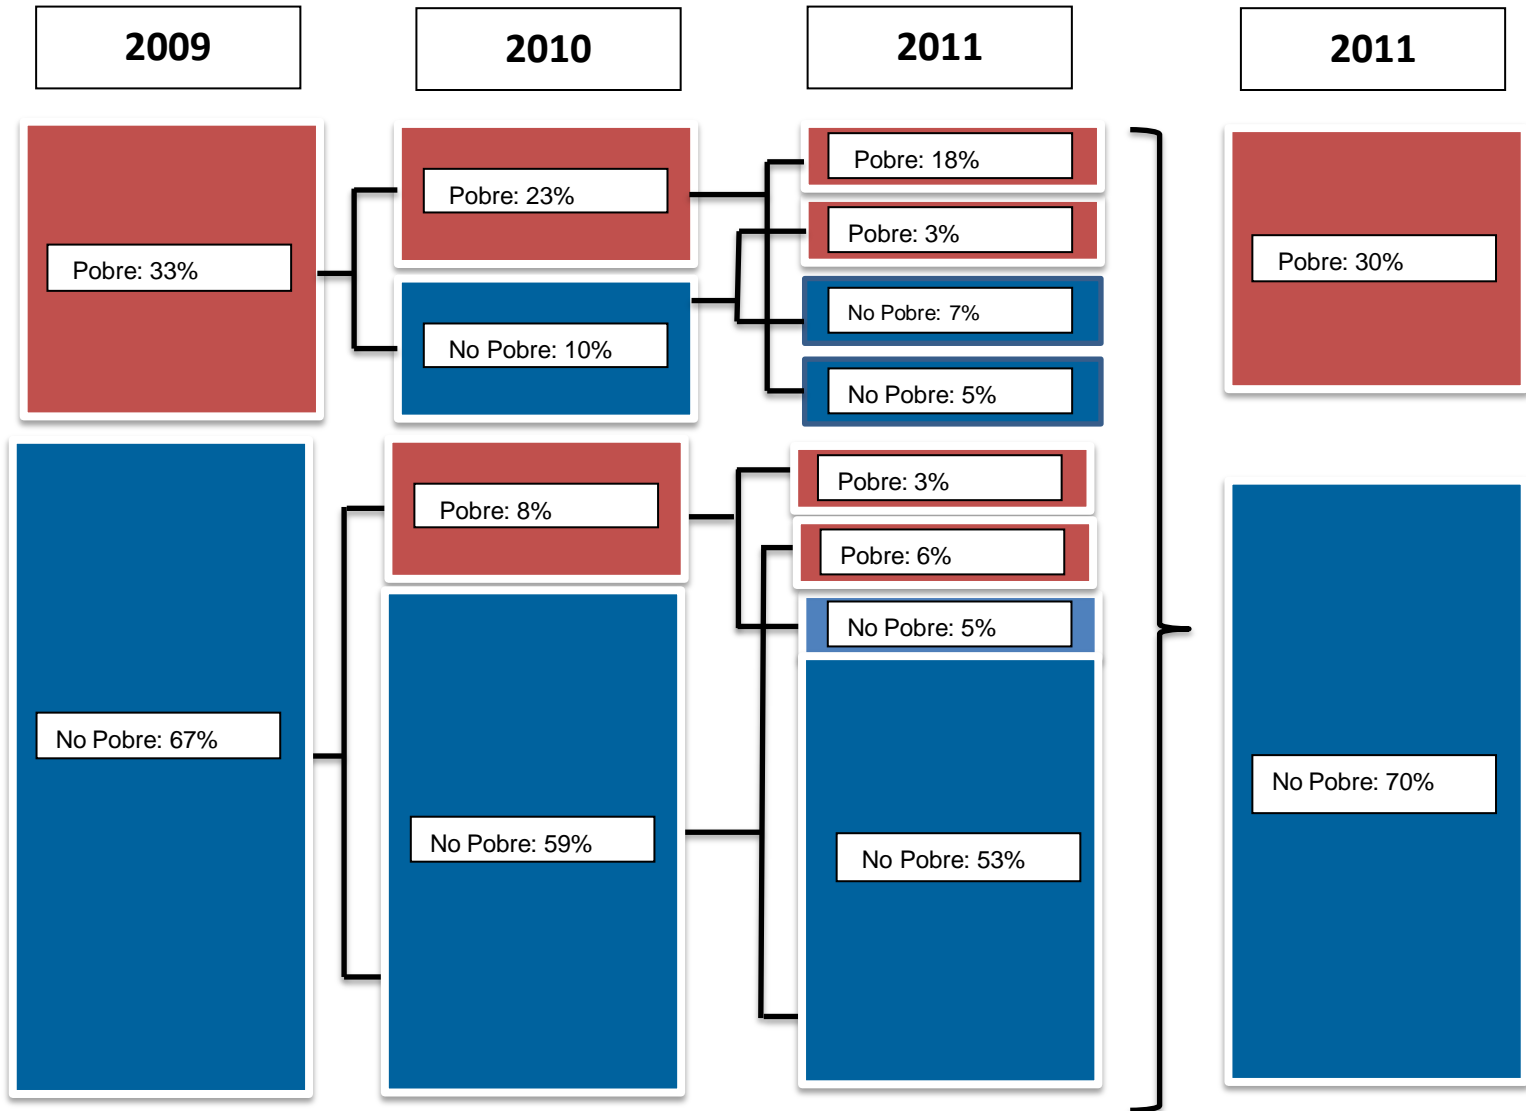 2009
2010
2011
2011
Pobre: 33%
Pobre: 23%
No Pobre: 10%
Pobre: 18%
Pobre: 3%
No Pobre: 7%
No Pobre: 5%
Pobre: 30%
No Pobre: 67%
Pobre: 8%
No Pobre: 59%
Pobre: 3%
Pobre: 6%
No Pobre: 5%
No Pobre: 53%
No Pobre: 70%